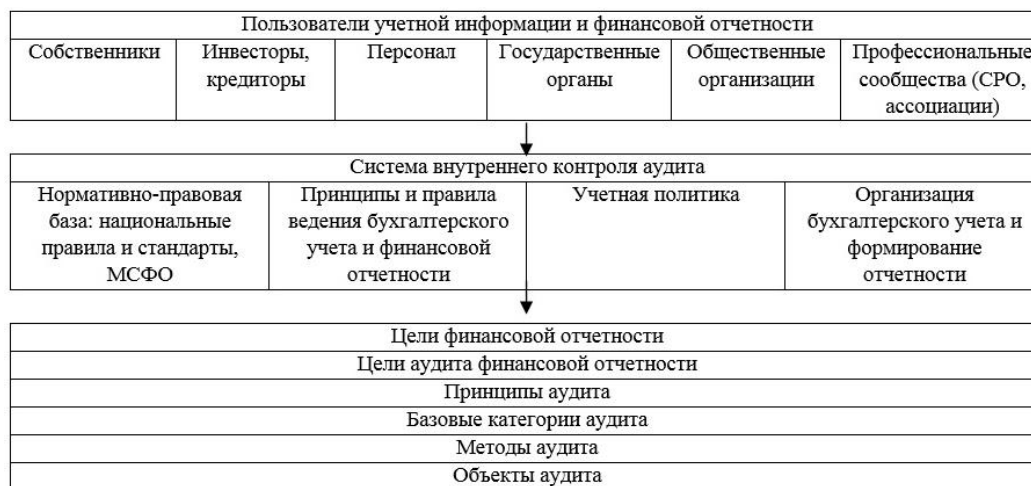 Пользователи учетной информации и финансовой отчетности
Собственники
Инвесторы,
кредиторы
Персонал
Государственные
органы
Общественные
организации
Профессиональные
сообщества (СРО,
ассоциации)
Система внутреннего контроля аудита
Нормативно-правовая
база: национальные
правила и стандарты,
МСФО
Принципы и правила
ведения бухгалтерского
учета и финансовой
отчетности
Учетная политика
Организация
бухгалтерского учета и
формирование
отчетности
Цели финансовой отчетности
Цели аудита финансовой отчетности
Принципы аудита
Базовые категории аудита
Методы аудита
Объекты аудита